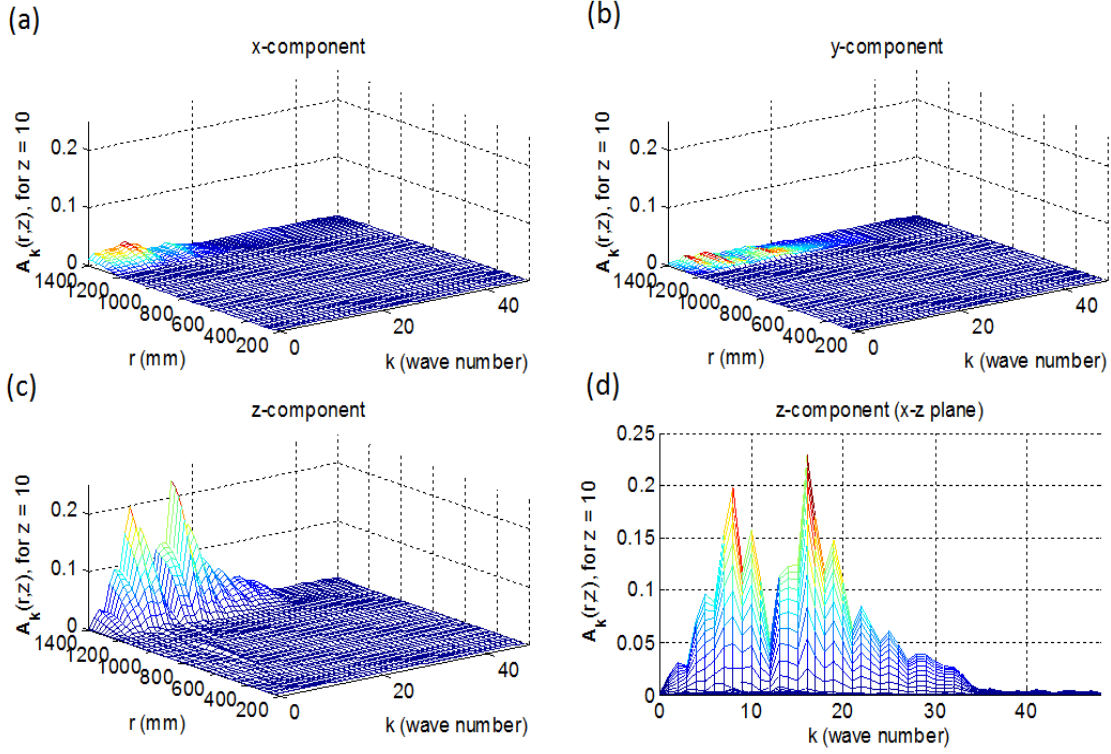 (a)
x-component
A_k(r,z), for z = 10
0.2
0.1
0
1400
1200
1000
800
600
400
200
r (mm)
0
20
40
k (wave number)
(b)
y-component
A_k(r,z), for z = 10
0.2
0.1
0
1400
1200
1000
800
600
400
200
r (mm)
0
20
40
k (wave number)
(c)
z-component
A_k(r,z), for z = 10
0.2
0.1
0
1400
1200
1000
800
600
400
200
r (mm)
0
20
40
k (wave number)
(d)
z-component (x-z plane)
A_k(r,z), for z = 10
0.25
0.2
0.15
0.1
0.05
0
0
10
20
30
40
k (wave number)